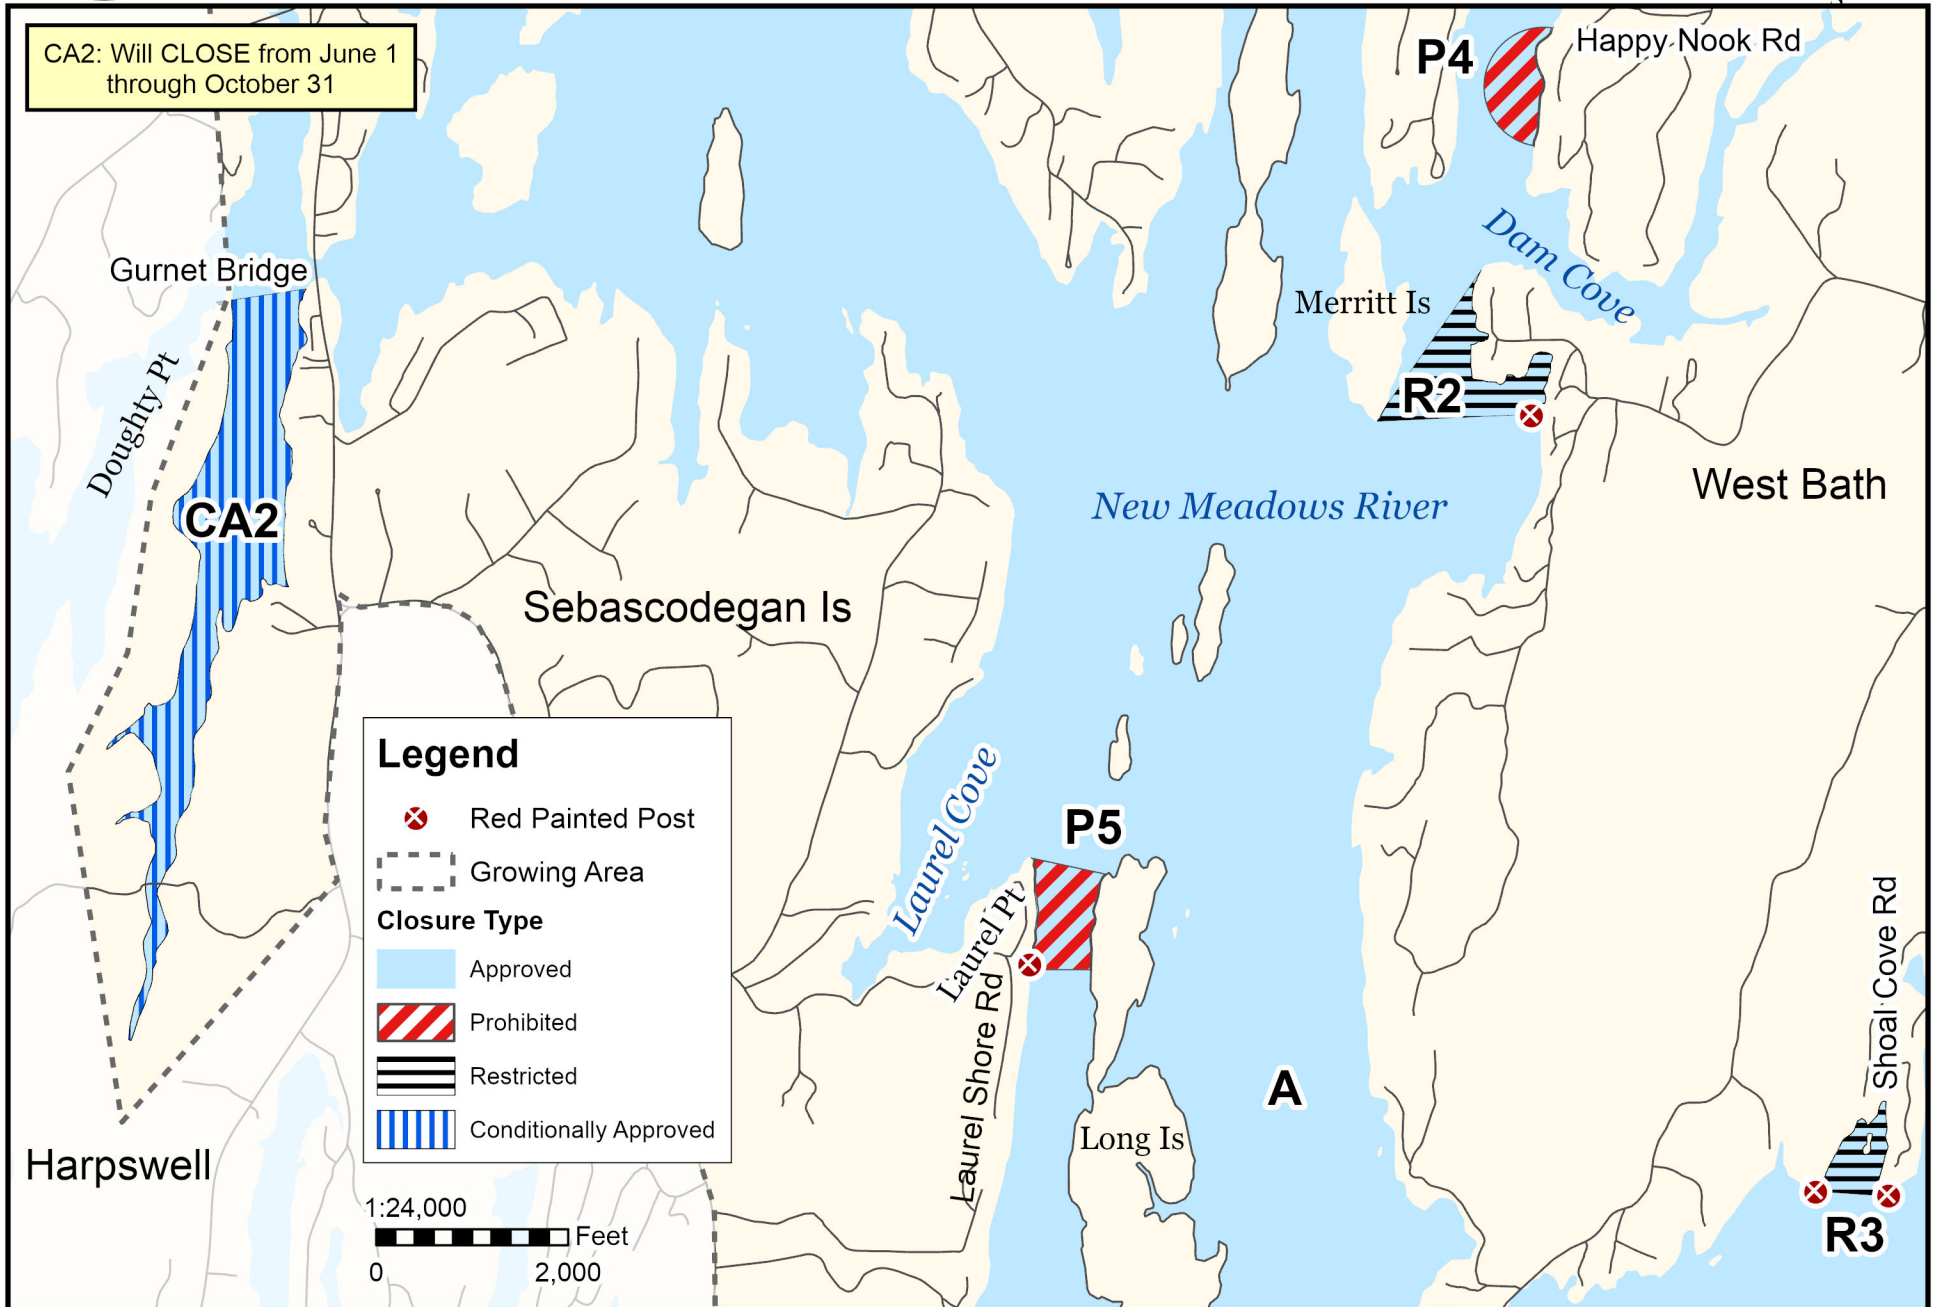 CA2: Will CLOSE from June 1
through October 31
P4
Happy Nook Rd
Gurnet Bridge
Dam Cove
Merritt Is
Doughty Pt
R2
CA2
New Meadows River
West Bath
Sebascodegan Is
Laurel Cove
P5
Laurel Pt
Laurel Shore Rd
Shoal Cove Rd
A
Long Is
R3
Harpswell
Legend
Red Painted Post
Growing Area
Closure Type
Approved
Prohibited
Restricted
Conditionally Approved
1:24,000
Feet
0 2,000